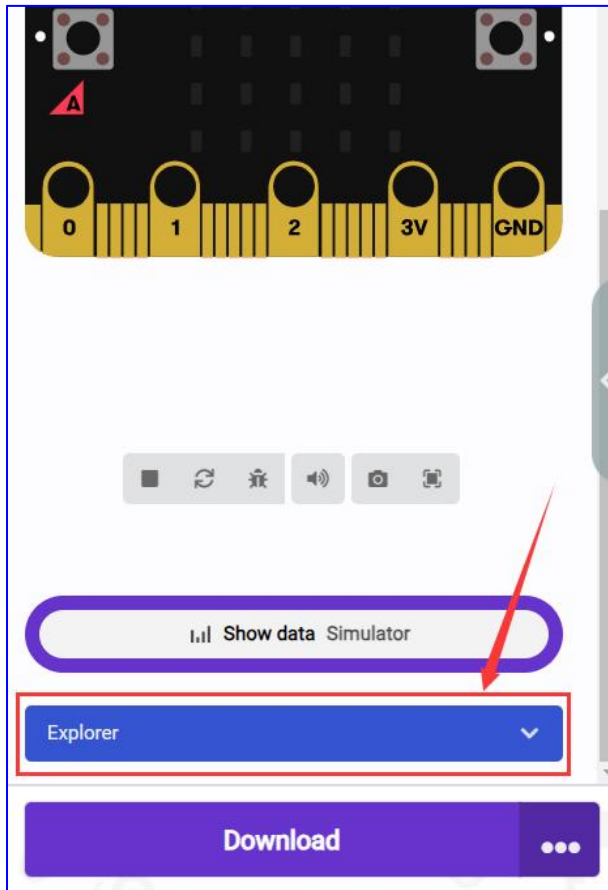 A
0 1 2 3V GND
Show data Simulator
Explorer
Download